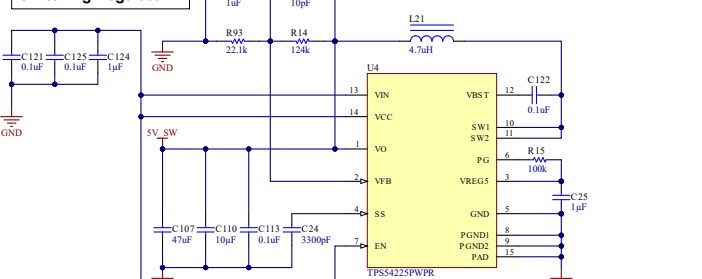 1uF
10pF
R93
22.1k
R14
124k
L21
4.7uH
GND
C121
0.1uF
C125
0.1uF
C124
1µF
GND
U4
13 VIN
14 VCC
1 VO
2 VFB
4 SS
7 EN
VBST 12
SW1 10
SW2 11
PG 6
VREG5 3
GND 5
PGND1 8
PGND2 9
PAD 15
TPS54225PWPR
C122
0.1uF
R15
100k
C25
1µF
5V_SW
C107
47uF
C110
10µF
C113
0.1uF
C24
3300pF